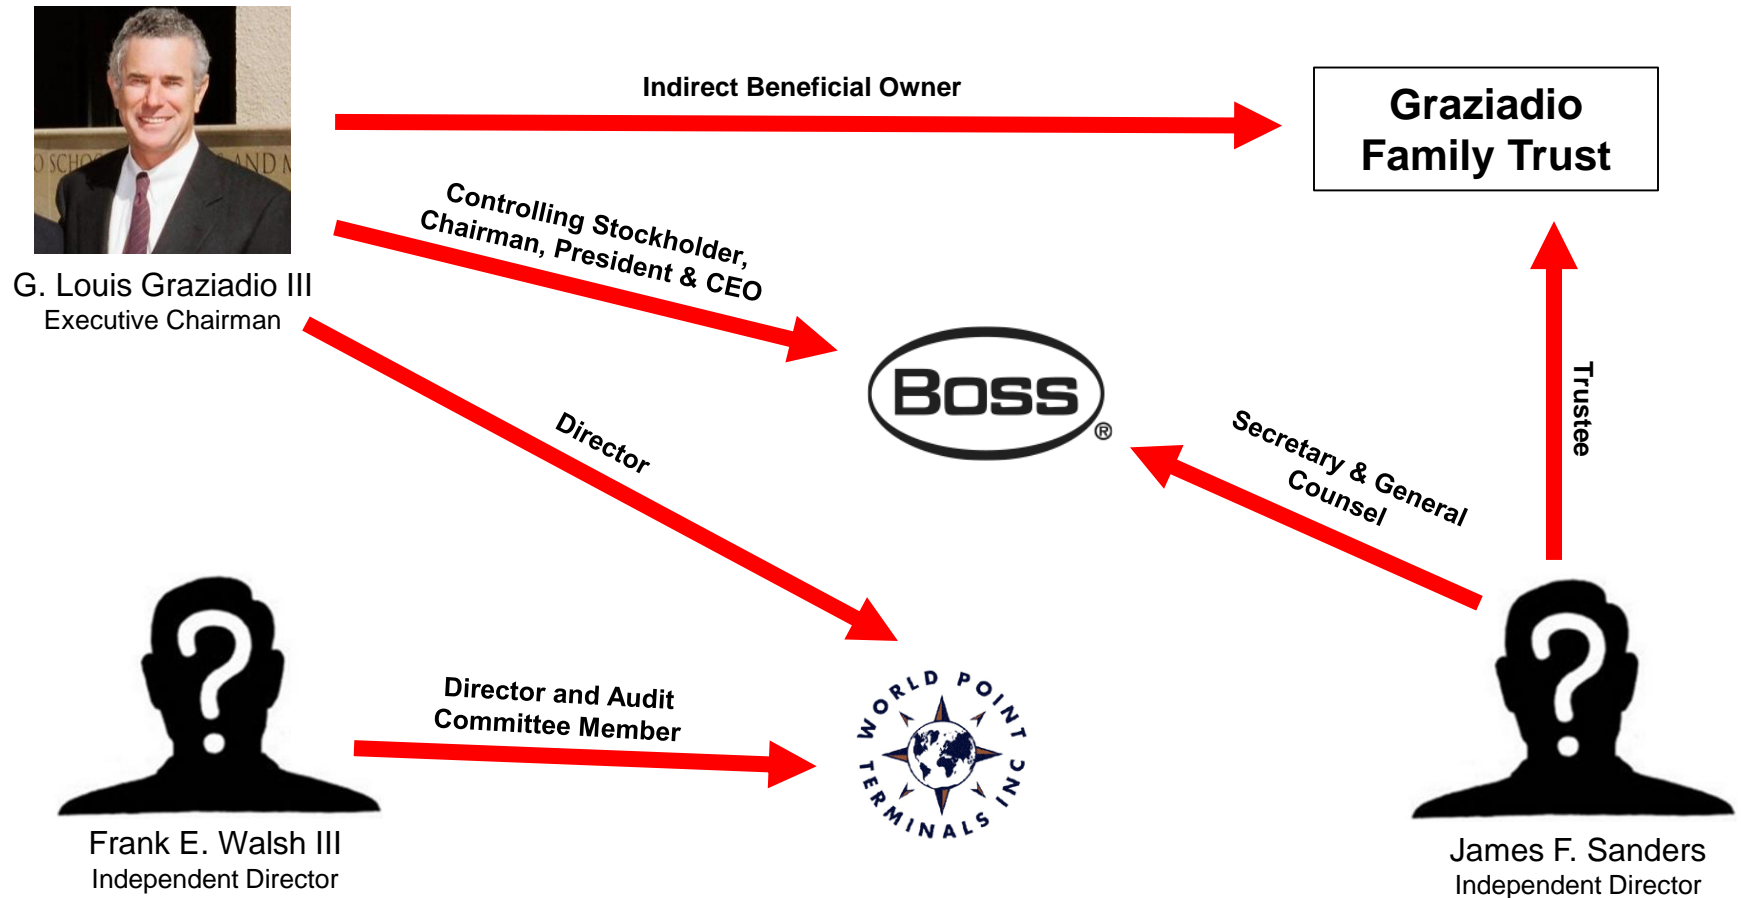 O SCHO
AND M
Indirect Beneficial Owner
Graziadio
Family Trust
Controlling Stockholder,
Chairman, President & CEO
G. Louis Graziadio III
Executive Chairman
BOSS
®
Trustee
Director
Secretary & General
Counsel
?
Director and Audit
Committee Member
WORLD POINT
TERMINALS INC
?
Frank E. Walsh III
Independent Director
James F. Sanders
Independent Director